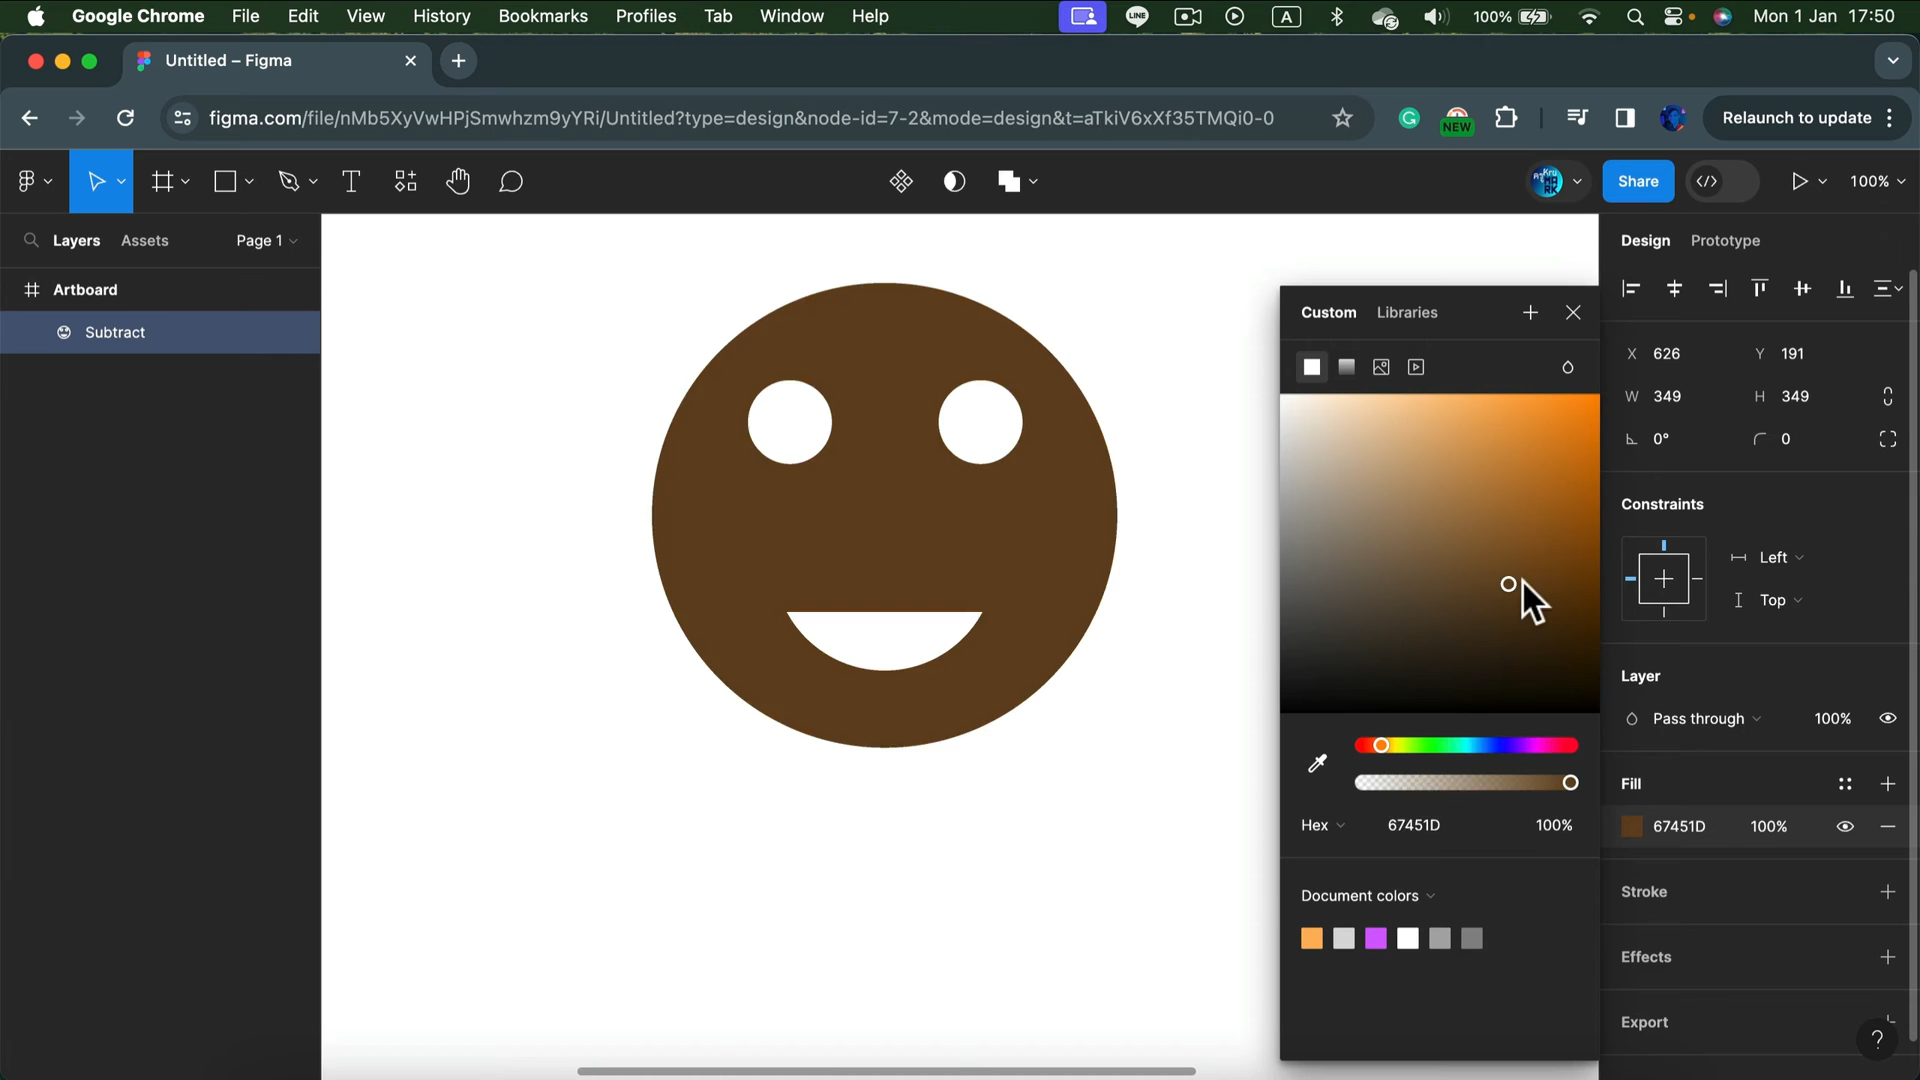 Google Chrome File Edit View History Bookmarks Profiles Tab Window Help LINE A 100% Mon 1 Jan 17:50
Untitled – Figma
figma.com/file/nMb5XyVwHPjSmwhzm9yYRi/Untitled?type=design&node-id=7-2&mode=design&t=aTkiV6xXf35TMQi0-0 NEW Relaunch to update
Share 100%
Layers Assets Page 1
Design Prototype
Artboard
Subtract
Custom Libraries
X 626 Y 191
W 349 H 349
0° 0
Constraints
Left
Top
Layer
Pass through 100%
Fill
Hex 67451D 100%
67451D 100%
Document colors
Stroke
Effects
Export
?